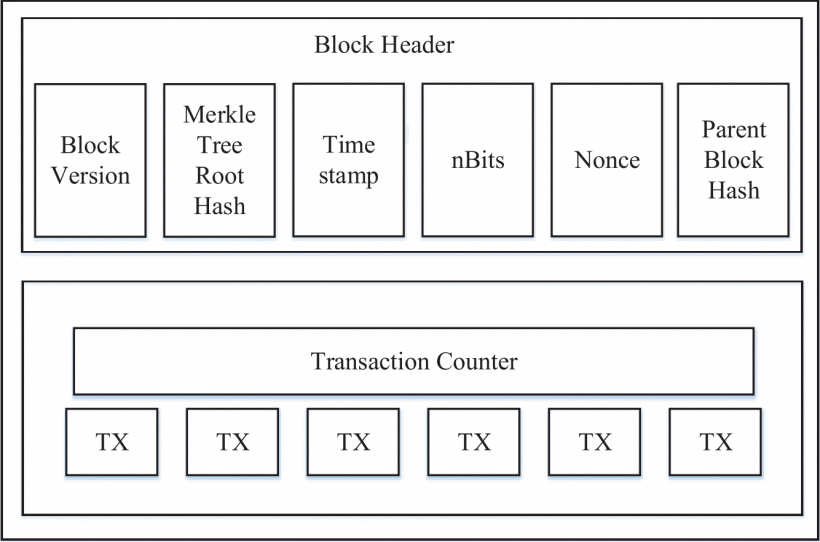 Block Header
Block
Version
Merkle
Tree
Root
Hash
Time
stamp
nBits
Nonce
Parent
Block
Hash
Transaction Counter
TX
TX
TX
TX
TX
TX